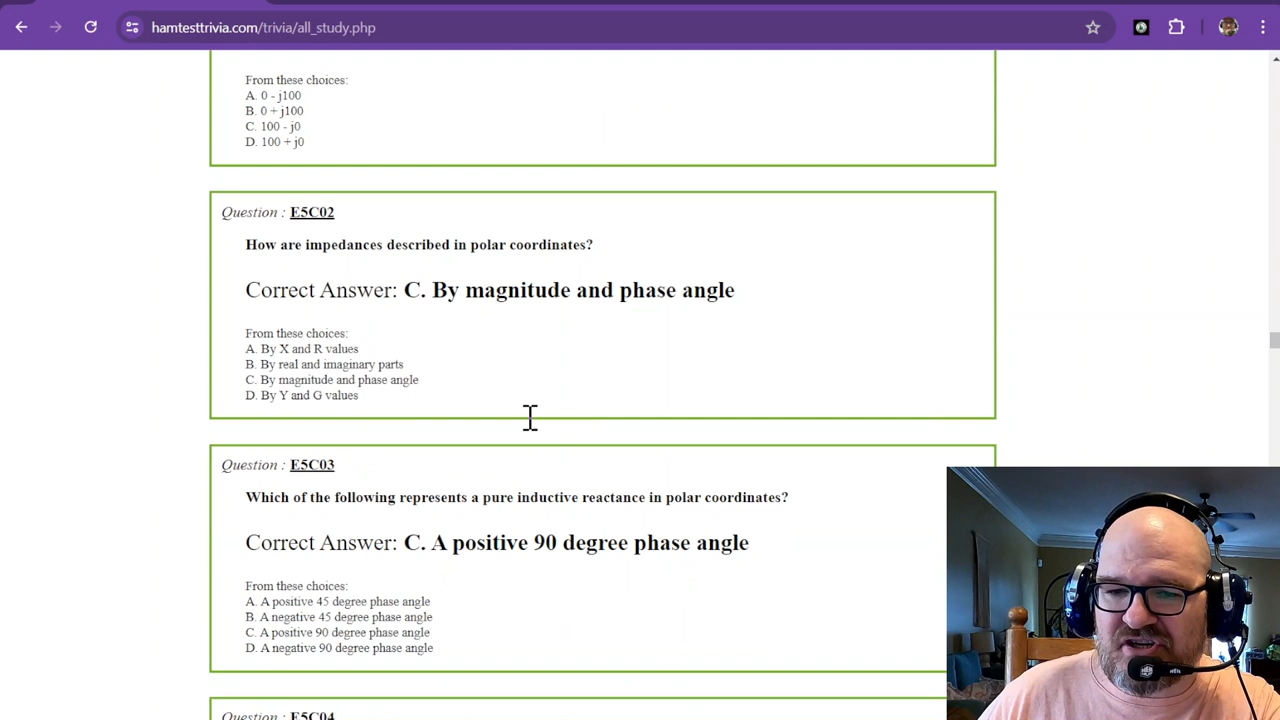 hamtesttrivia.com/trivia/all_study.php
From these choices:
A. 0 - j100
B. 0 + j100
C. 100 - j0
D. 100 + j0
Question : E5C02
How are impedances described in polar coordinates?
Correct Answer: C. By magnitude and phase angle
From these choices:
A. By X and R values
B. By real and imaginary parts
C. By magnitude and phase angle
D. By Y and G values
Question : E5C03
Which of the following represents a pure inductive reactance in polar coordinates?
Correct Answer: C. A positive 90 degree phase angle
From these choices:
A. A positive 45 degree phase angle
B. A negative 45 degree phase angle
C. A positive 90 degree phase angle
D. A negative 90 degree phase angle
Question : E5C04